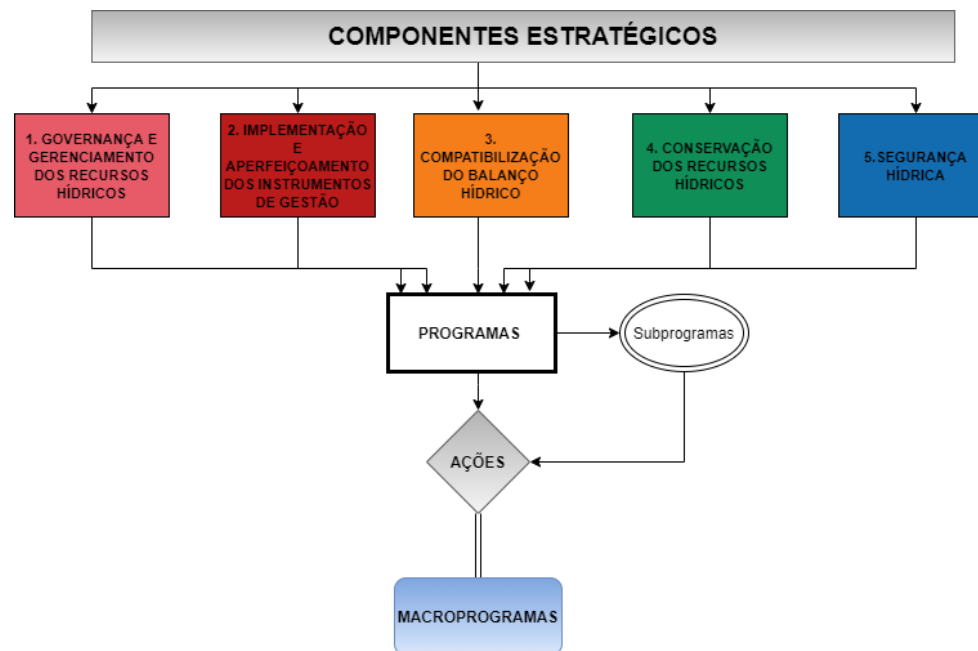 COMPONENTES ESTRATÉGICOS
1. GOVERNANÇA E
GERENCIAMENTO
DOS RECURSOS
HÍDRICOS
2. IMPLEMENTAÇÃO
E
APERFEIÇOAMENTO
DOS INSTRUMENTOS
DE GESTÃO
3.
COMPATIBILIZAÇÃO
DO BALANÇO
HÍDRICO
4. CONSERVAÇÃO
DOS RECURSOS
HÍDRICOS
5.SEGURANÇA
HÍDRICA
PROGRAMAS
Subprogramas
AÇÕES
MACROPROGRAMAS